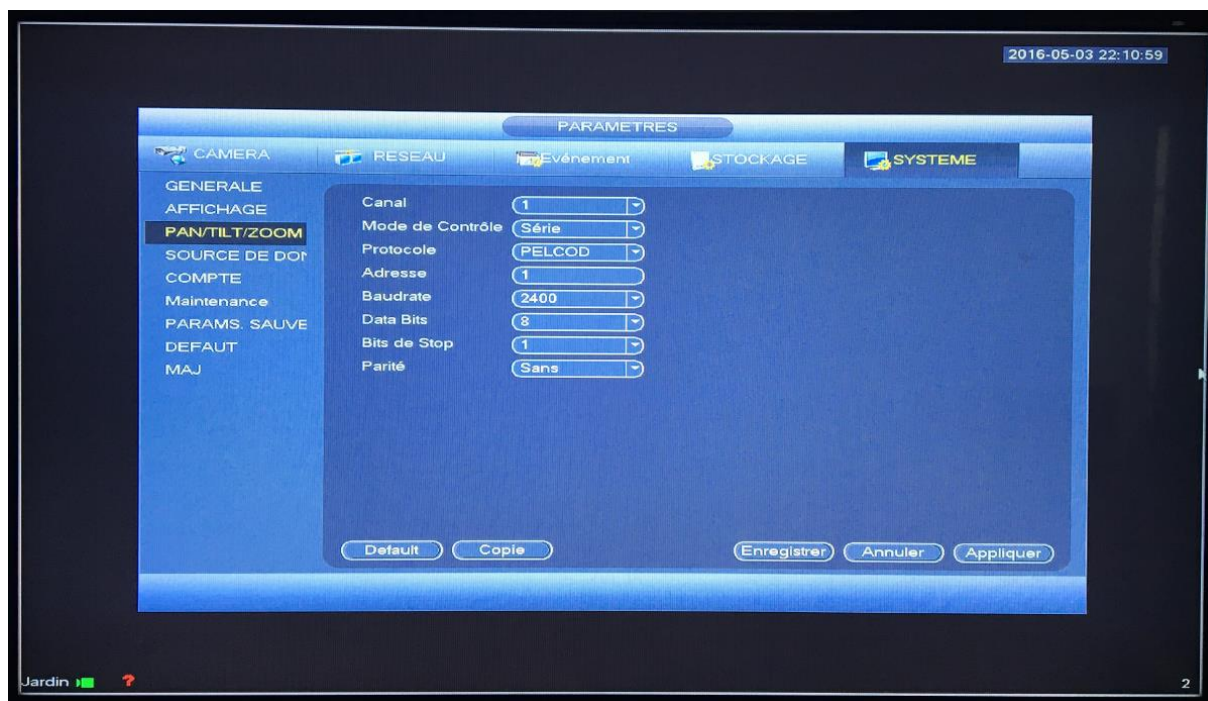 2016-05-03 22:10:59
PARAMETRES
CAMERA RESEAU Evénement STOCKAGE SYSTEME
GENERALE
AFFICHAGE
PAN/TILT/ZOOM
SOURCE DE DON
COMPTE
Maintenance
PARAMS. SAUVE
DEFAUT
MAJ
Canal 1
Mode de Contrôle Série
Protocole PELCOD
Adresse 1
Baudrate 2400
Data Bits 8
Bits de Stop 1
Parité Sans
Default Copie Enregistrer Annuler Appliquer
Jardin ? 2